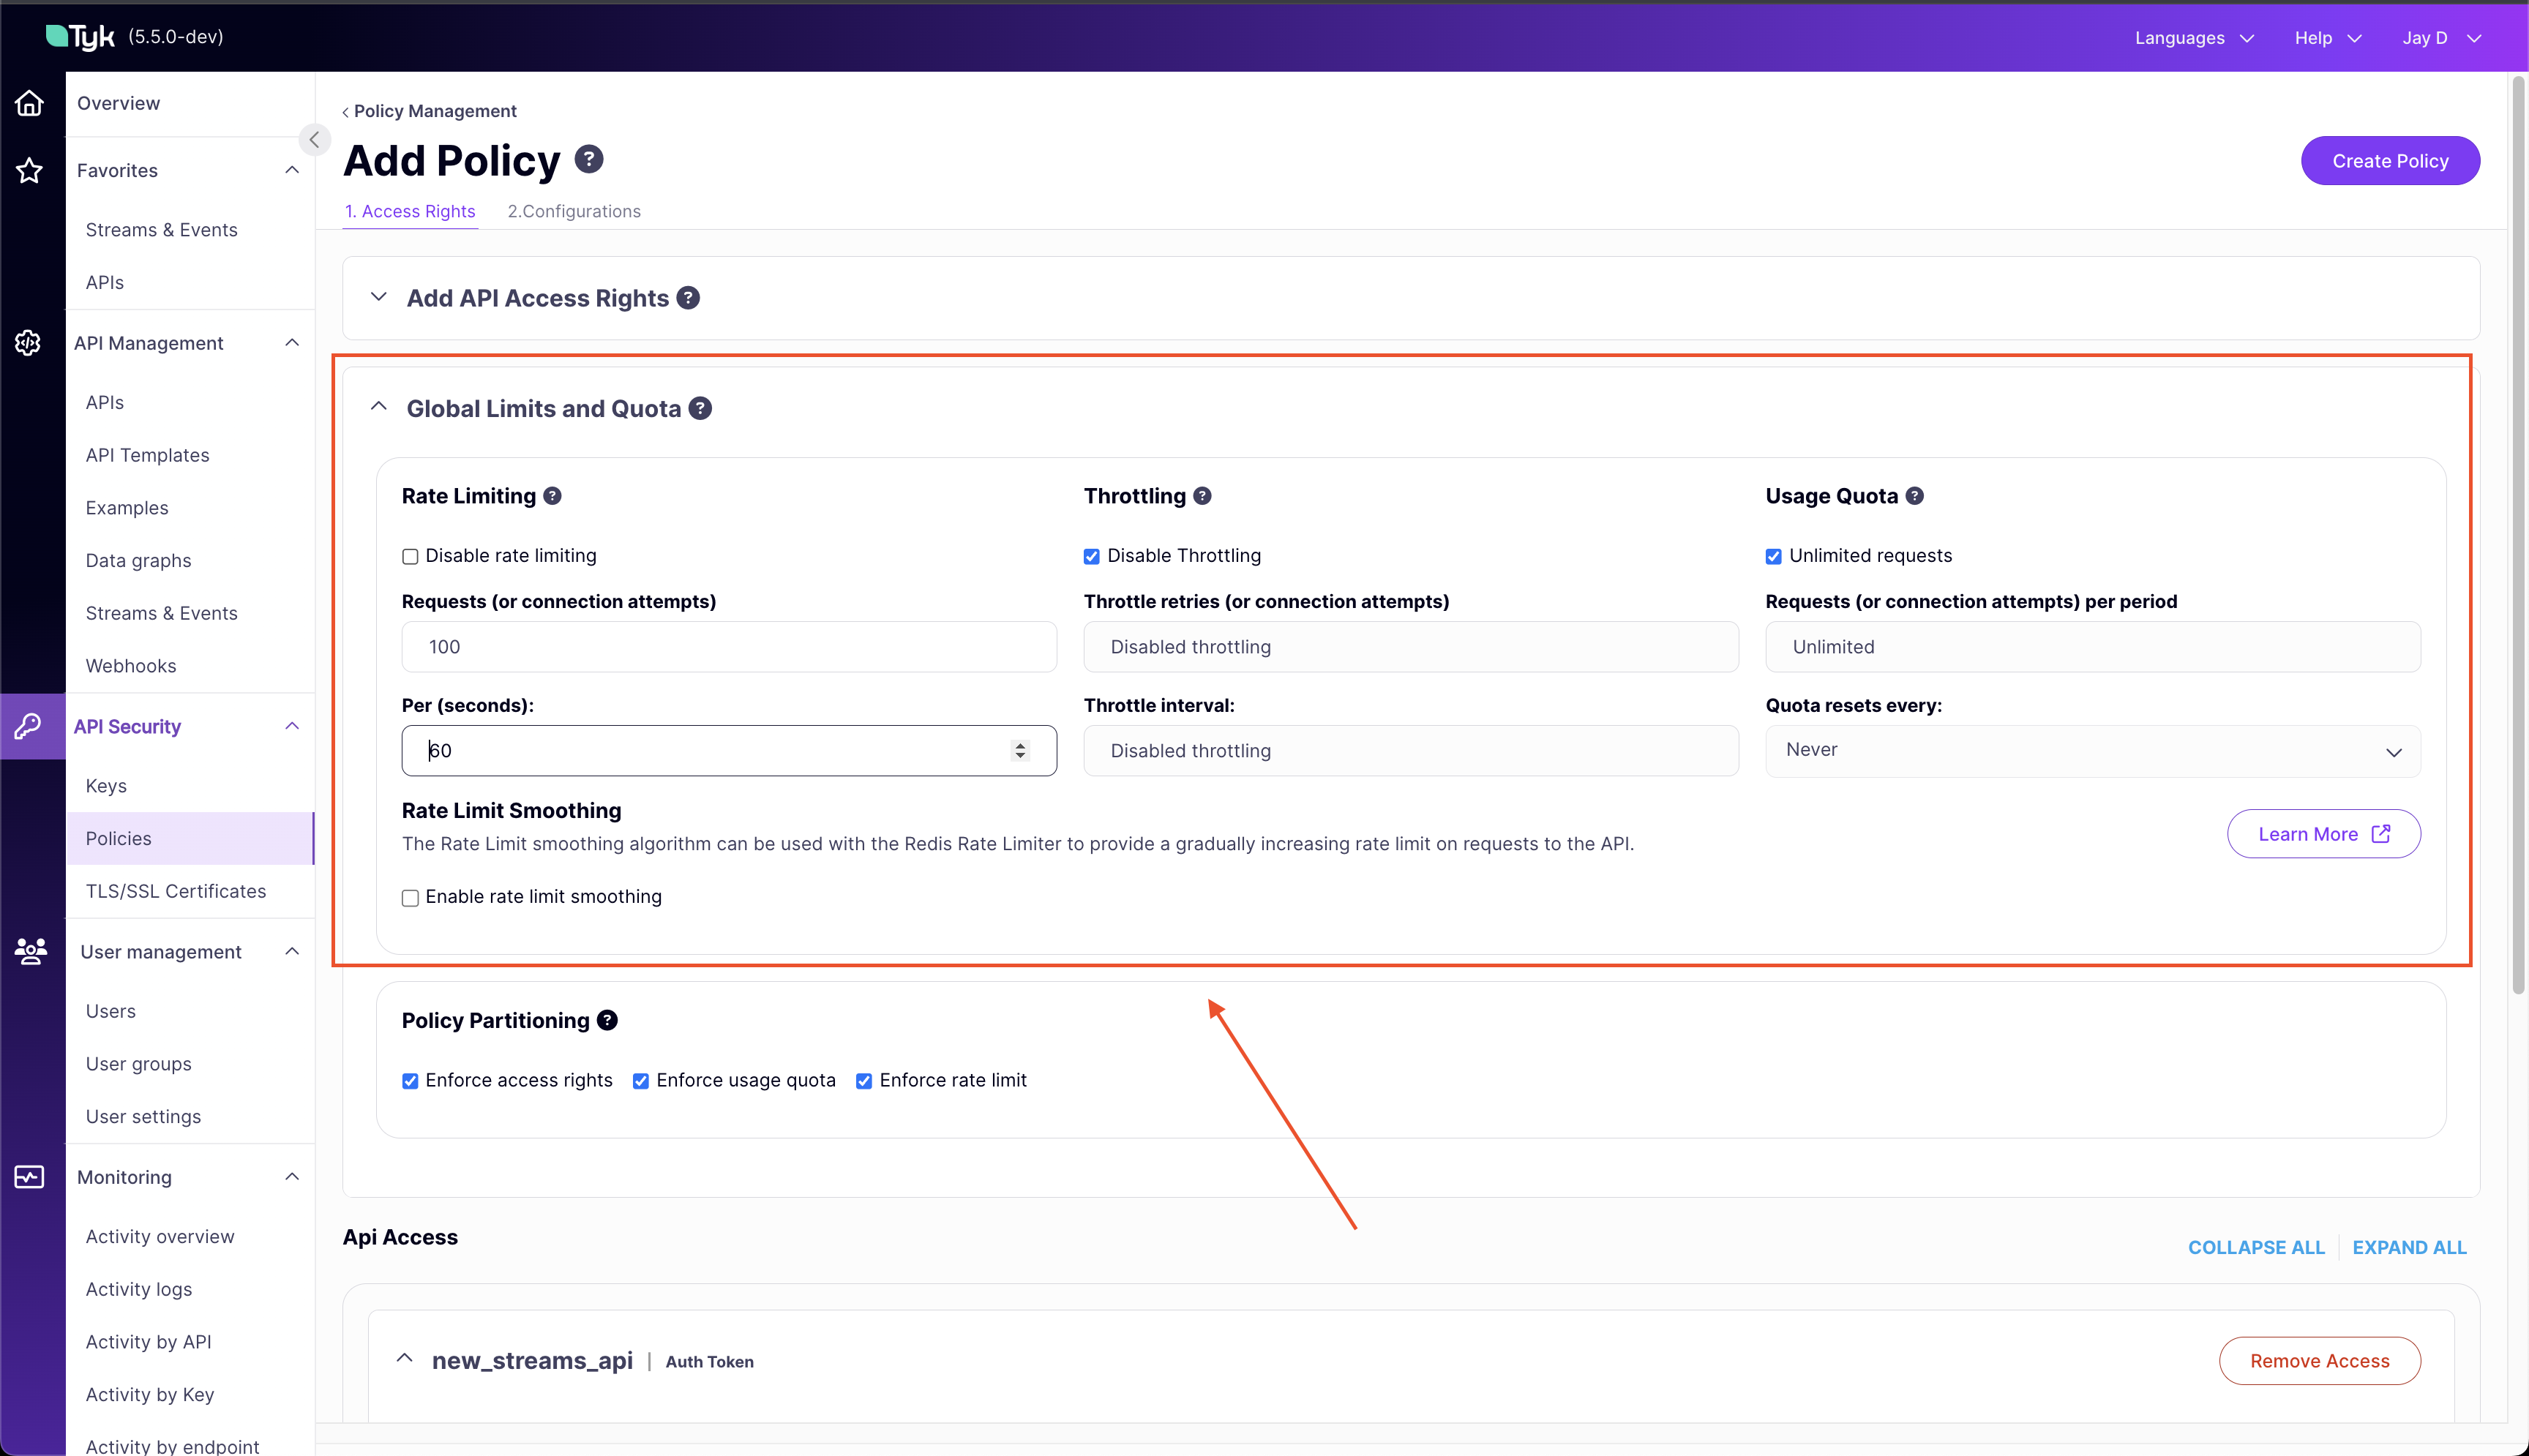 Tyk (5.5.0-dev)
Languages
Help
Jay D
Overview
Favorites
Streams & Events
APIs
API Management
APIs
API Templates
Examples
Data graphs
Streams & Events
Webhooks
API Security
Keys
Policies
TLS/SSL Certificates
User management
Users
User groups
User settings
Monitoring
Activity overview
Activity logs
Activity by API
Activity by Key
Activity by endpoint
Policy Management
Add Policy ?
Create Policy
1. Access Rights
2.Configurations
Add API Access Rights ?
Global Limits and Quota ?
Rate Limiting ?
Disable rate limiting
Requests (or connection attempts)
100
Per (seconds):
60
Throttling ?
Disable Throttling
Throttle retries (or connection attempts)
Disabled throttling
Throttle interval:
Disabled throttling
Usage Quota ?
Unlimited requests
Requests (or connection attempts) per period
Unlimited
Quota resets every:
Never
Rate Limit Smoothing
The Rate Limit smoothing algorithm can be used with the Redis Rate Limiter to provide a gradually increasing rate limit on requests to the API.
Learn More
Enable rate limit smoothing
Policy Partitioning ?
Enforce access rights
Enforce usage quota
Enforce rate limit
Api Access
COLLAPSE ALL
EXPAND ALL
new_streams_api | Auth Token
Remove Access